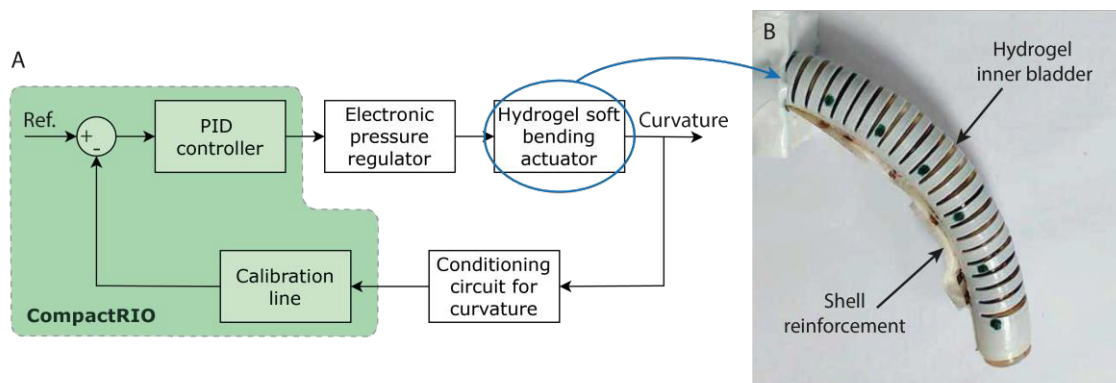 A
Ref.
+
-
PID
controller
Electronic
pressure
regulator
Hydrogel soft
bending
actuator
Curvature
Calibration
line
Conditioning
circuit for
curvature
CompactRIO
B
Hydrogel
inner bladder
Shell
reinforcement